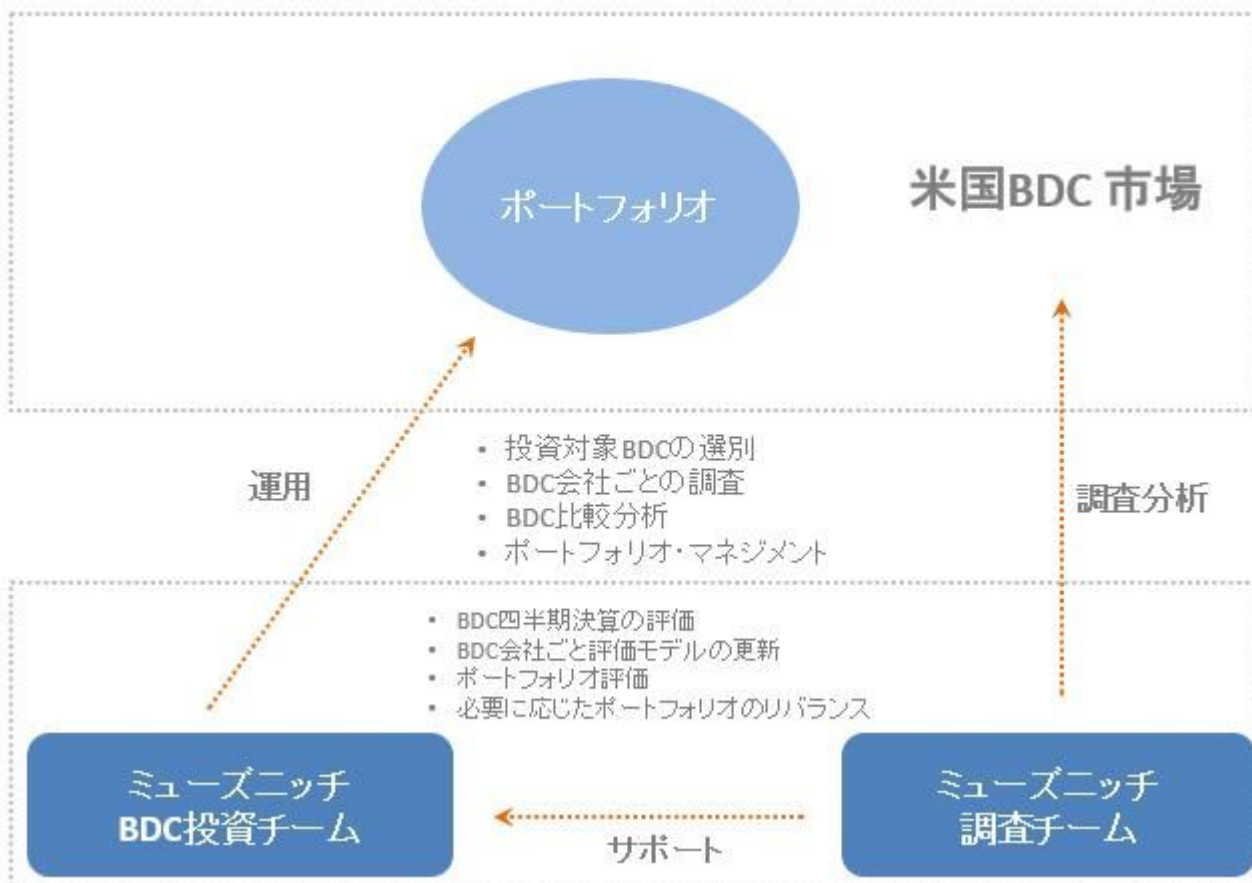 ポートフォリオ
米国BDC 市場
運用
• 投資対象BDCの選別
• BDC会社ごとの調査
• BDC比較分析
• ポートフォリオ・マネジメント
調査分析
• BDC四半期決算の評価
• BDC会社ごと評価モデルの更新
• ポートフォリオ評価
• 必要に応じたポートフォリオのリバランス
ミューズニッチ
BDC投資チーム
サポート
ミューズニッチ
調査チーム